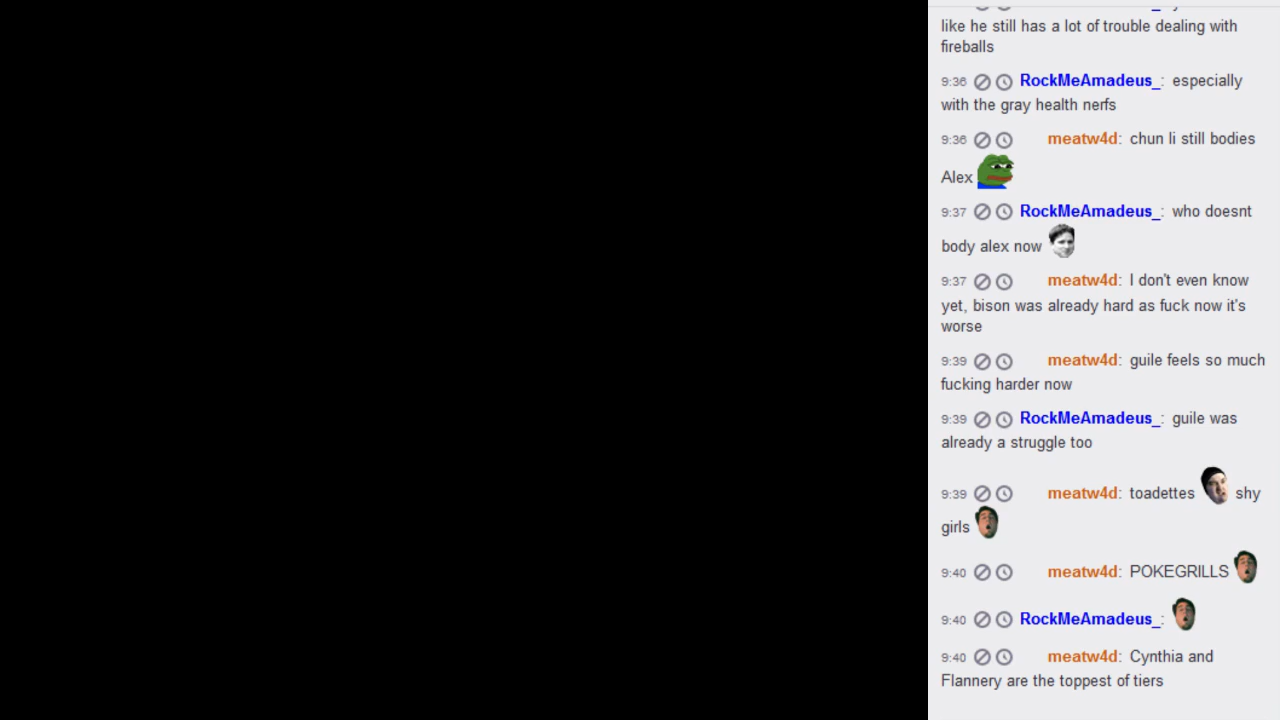 like he still has a lot of trouble dealing with
fireballs
9:36 RockMeAmadeus_: especially
with the gray health nerfs
9:36 meatw4d: chun li still bodies
Alex
9:37 RockMeAmadeus_: who doesnt
body alex now
9:37 meatw4d: I don't even know
yet, bison was already hard as fuck now it's
worse
9:39 meatw4d: guile feels so much
fucking harder now
9:39 RockMeAmadeus_: guile was
already a struggle too
9:39 meatw4d: toadettes shy
girls
9:40 meatw4d: POKEGRILLS
9:40 RockMeAmadeus_:
9:40 meatw4d: Cynthia and
Flannery are the toppest of tiers